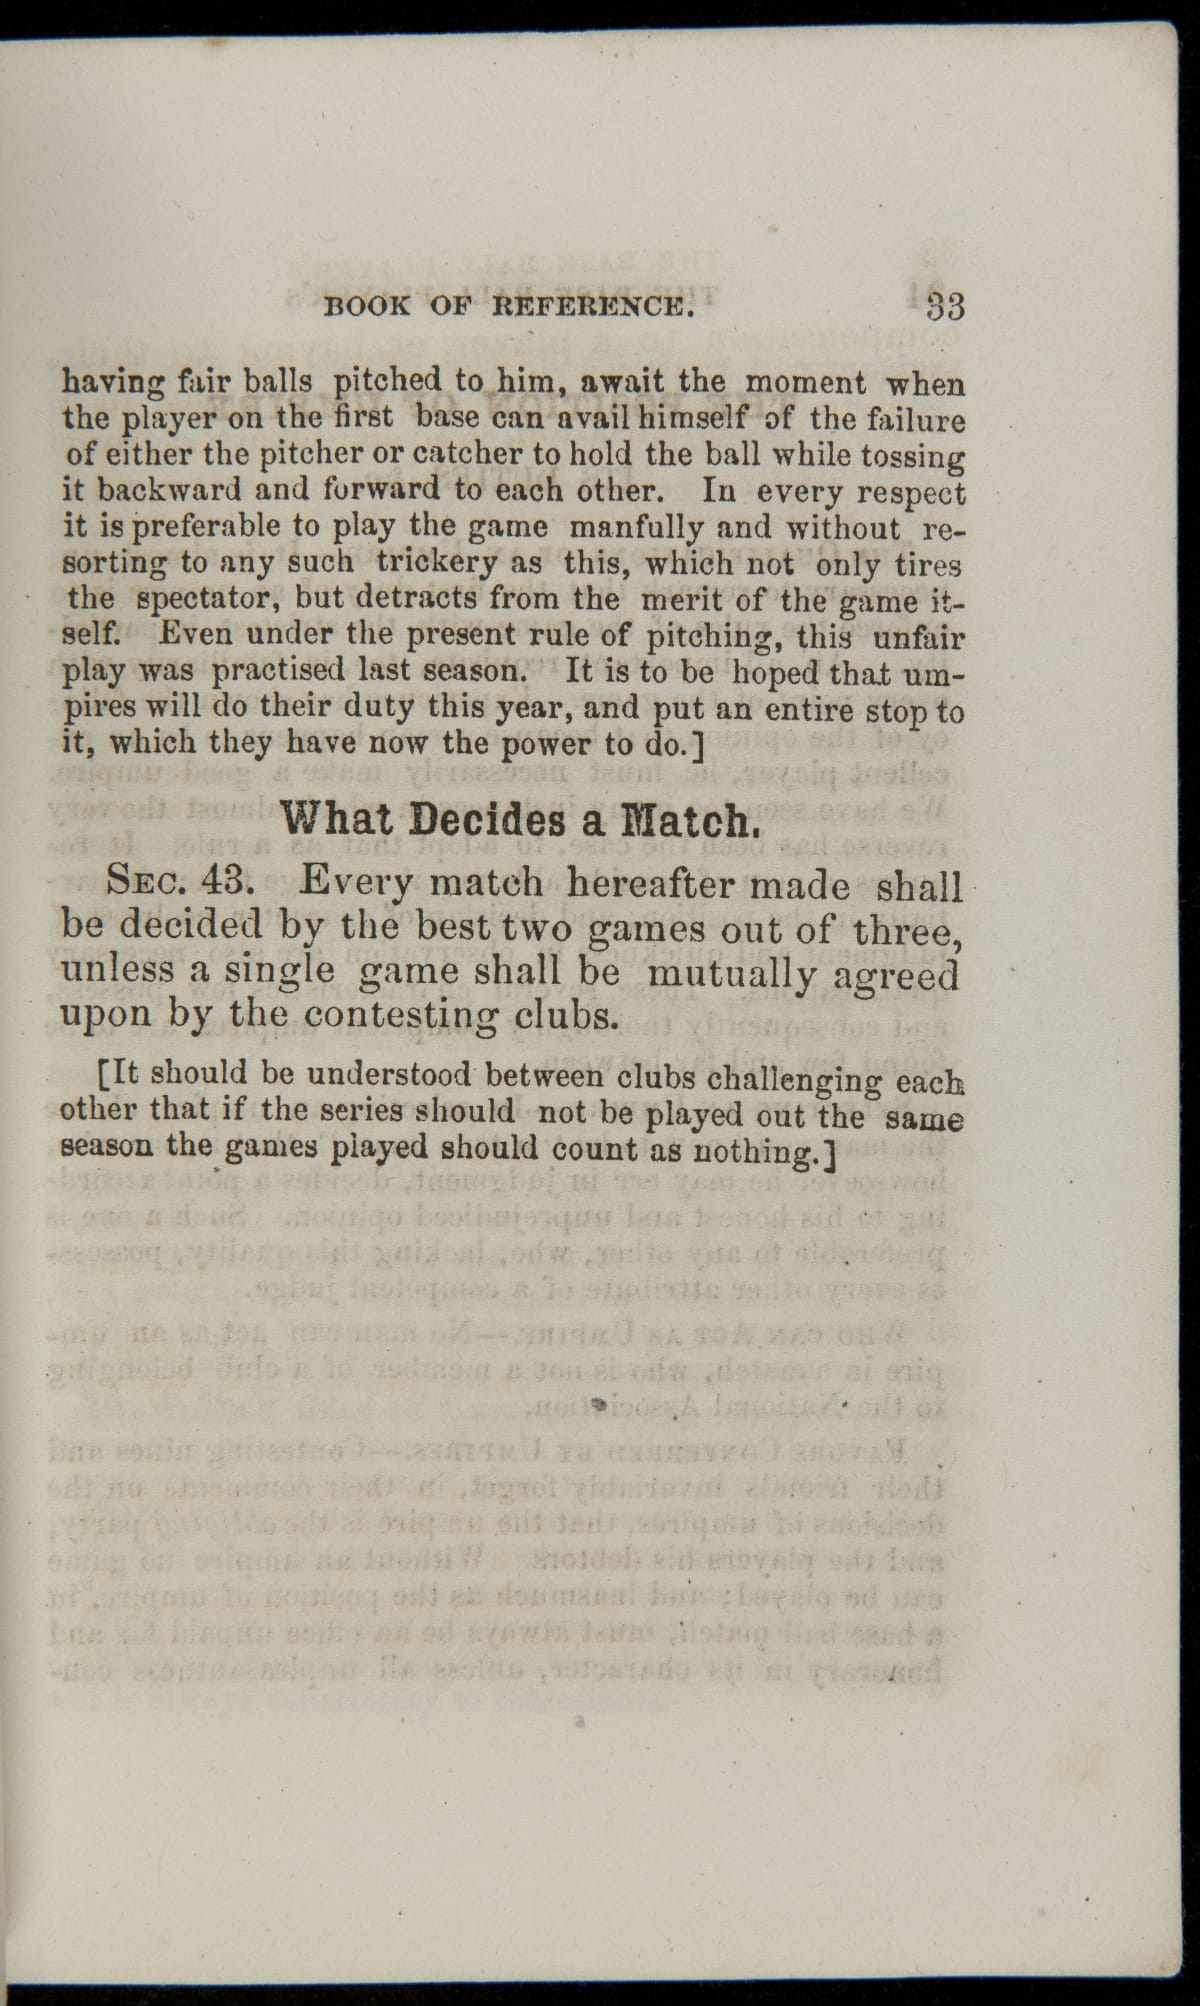 BOOK OF REFERENCE. 33
having fair balls pitched to him, await the moment when
the player on the first base can avail himself of the failure
of either the pitcher or catcher to hold the ball while tossing
it backward and forward to each other. In every respect
it is preferable to play the game manfully and without re-
sorting to any such trickery as this, which not only tires
the spectator, but detracts from the merit of the game it-
self. Even under the present rule of pitching, this unfair
play was practised last season. It is to be hoped that um-
pires will do their duty this year, and put an entire stop to
it, which they have now the power to do.]
What Decides a Match.
SEC. 43. Every match hereafter made shall
be decided by the best two games out of three,
unless a single game shall be mutually agreed
upon by the contesting clubs.
[It should be understood between clubs challenging each
other that if the series should not be played out the same
season the games played should count as nothing.]